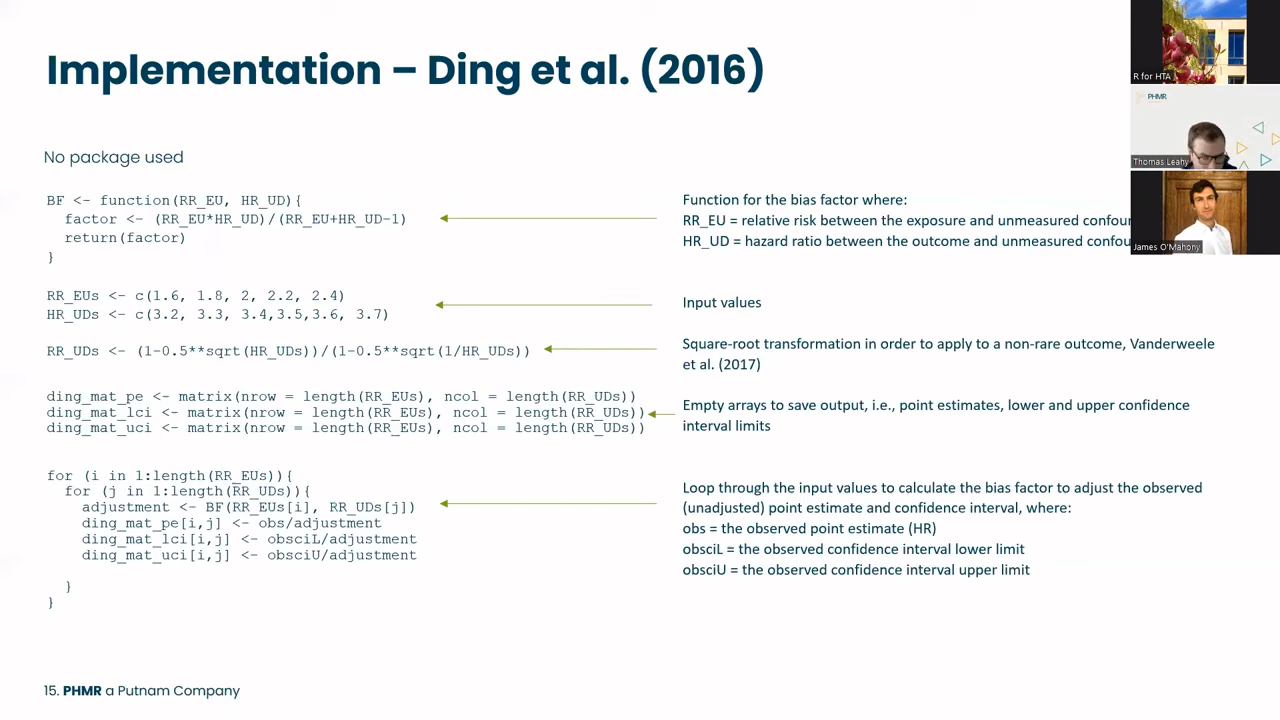 Implementation – Ding et al. (2016)
No package used
BF <- function(RR_EU, HR_UD){
factor <- (RR_EU*HR_UD)/(RR_EU+HR_UD-1)
return(factor)
}
RR_EUs <- c(1.6, 1.8, 2, 2.2, 2.4)
HR_UDs <- c(3.2, 3.3, 3.4,3.5,3.6, 3.7)
RR_UDs <- (1-0.5**sqrt(HR_UDs))/(1-0.5**sqrt(1/HR_UDs))
ding_mat_pe <- matrix(nrow = length(RR_EUs), ncol = length(RR_UDs))
ding_mat_lci <- matrix(nrow = length(RR_EUs), ncol = length(RR_UDs))
ding_mat_uci <- matrix(nrow = length(RR_EUs), ncol = length(RR_UDs))
for (i in 1:length(RR_EUs)){
for (j in 1:length(RR_UDs)){
adjustment <- BF(RR_EUs[i], RR_UDs[j])
ding_mat_pe[i,j] <- obs/adjustment
ding_mat_lci[i,j] <- obsciL/adjustment
ding_mat_uci[i,j] <- obsciU/adjustment
}
}
Function for the bias factor where:
RR_EU = relative risk between the exposure and unmeasured
HR_UD = hazard ratio between the outcome and unmeasured
Input values
Square-root transformation in order to apply to a non-rare outcome, Vanderweele
et al. (2017)
Empty arrays to save output, i.e., point estimates, lower and upper confidence
interval limits
Loop through the input values to calculate the bias factor to adjust the observed
(unadjusted) point estimate and confidence interval, where:
obs = the observed point estimate (HR)
obsciL = the observed confidence interval lower limit
obsciU = the observed confidence interval upper limit
15. PHMR a Putnam Company
R for HTA
PHMR
Thomas Leahy
James O'Mahony